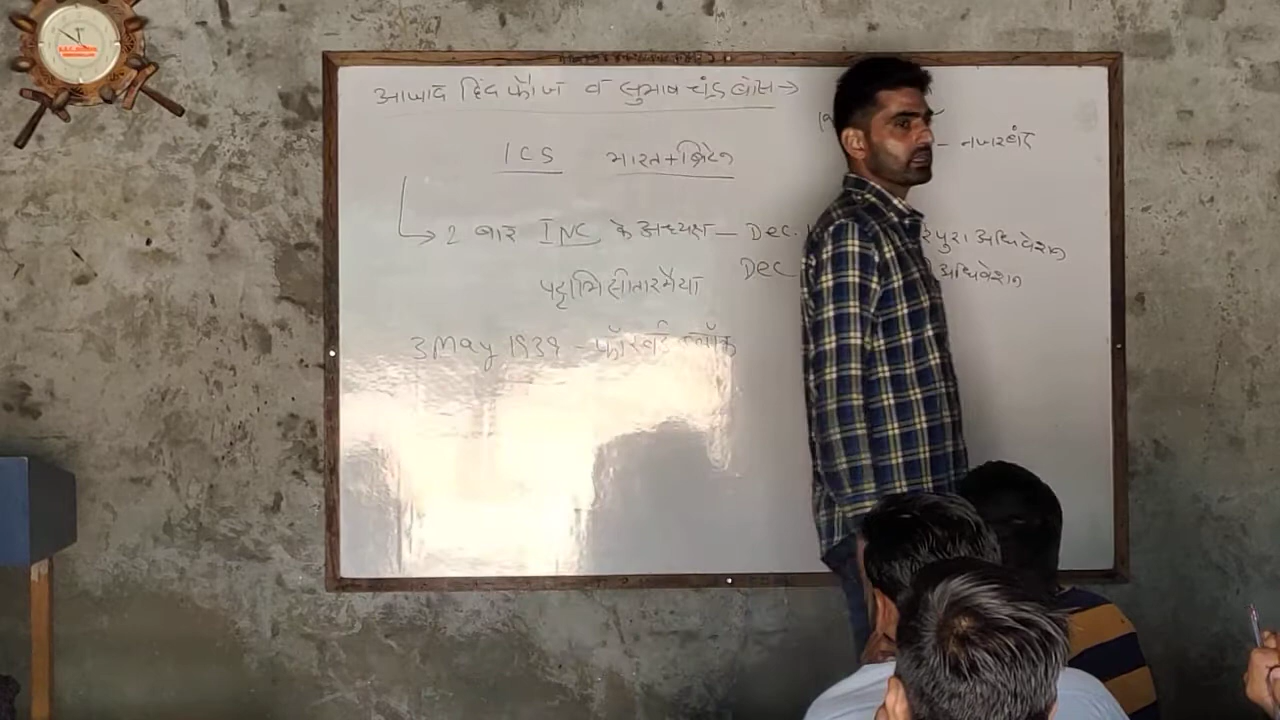 आजाद हिंद फौज व सुभाष चंद्र बोस →
- नजरबंद
ICS भारत+ब्रिटेन
→ 2 बार INC के अध्यक्ष - Dec. पुरा अधिवेशन
Dec अधिवेशन
पट्टाभि सीतारमैया
3 May 1939 - फॉरवर्ड ब्लॉक